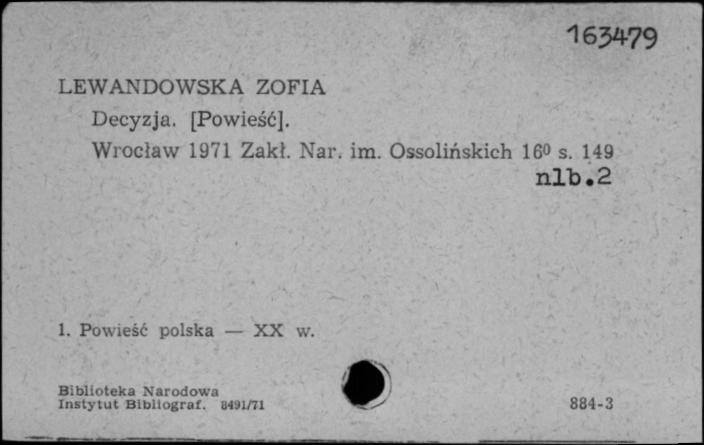 163479
LEWANDOWSKA ZOFIA
Decyzja. [Powieść].
Wrocław 1971 Zakł. Nar. im. Ossolińskich 16⁰ s. 149
nlb.2
1. Powieść polska — XX w.
Biblioteka Narodowa
Instytut Bibliograf. 8491/71
884-3